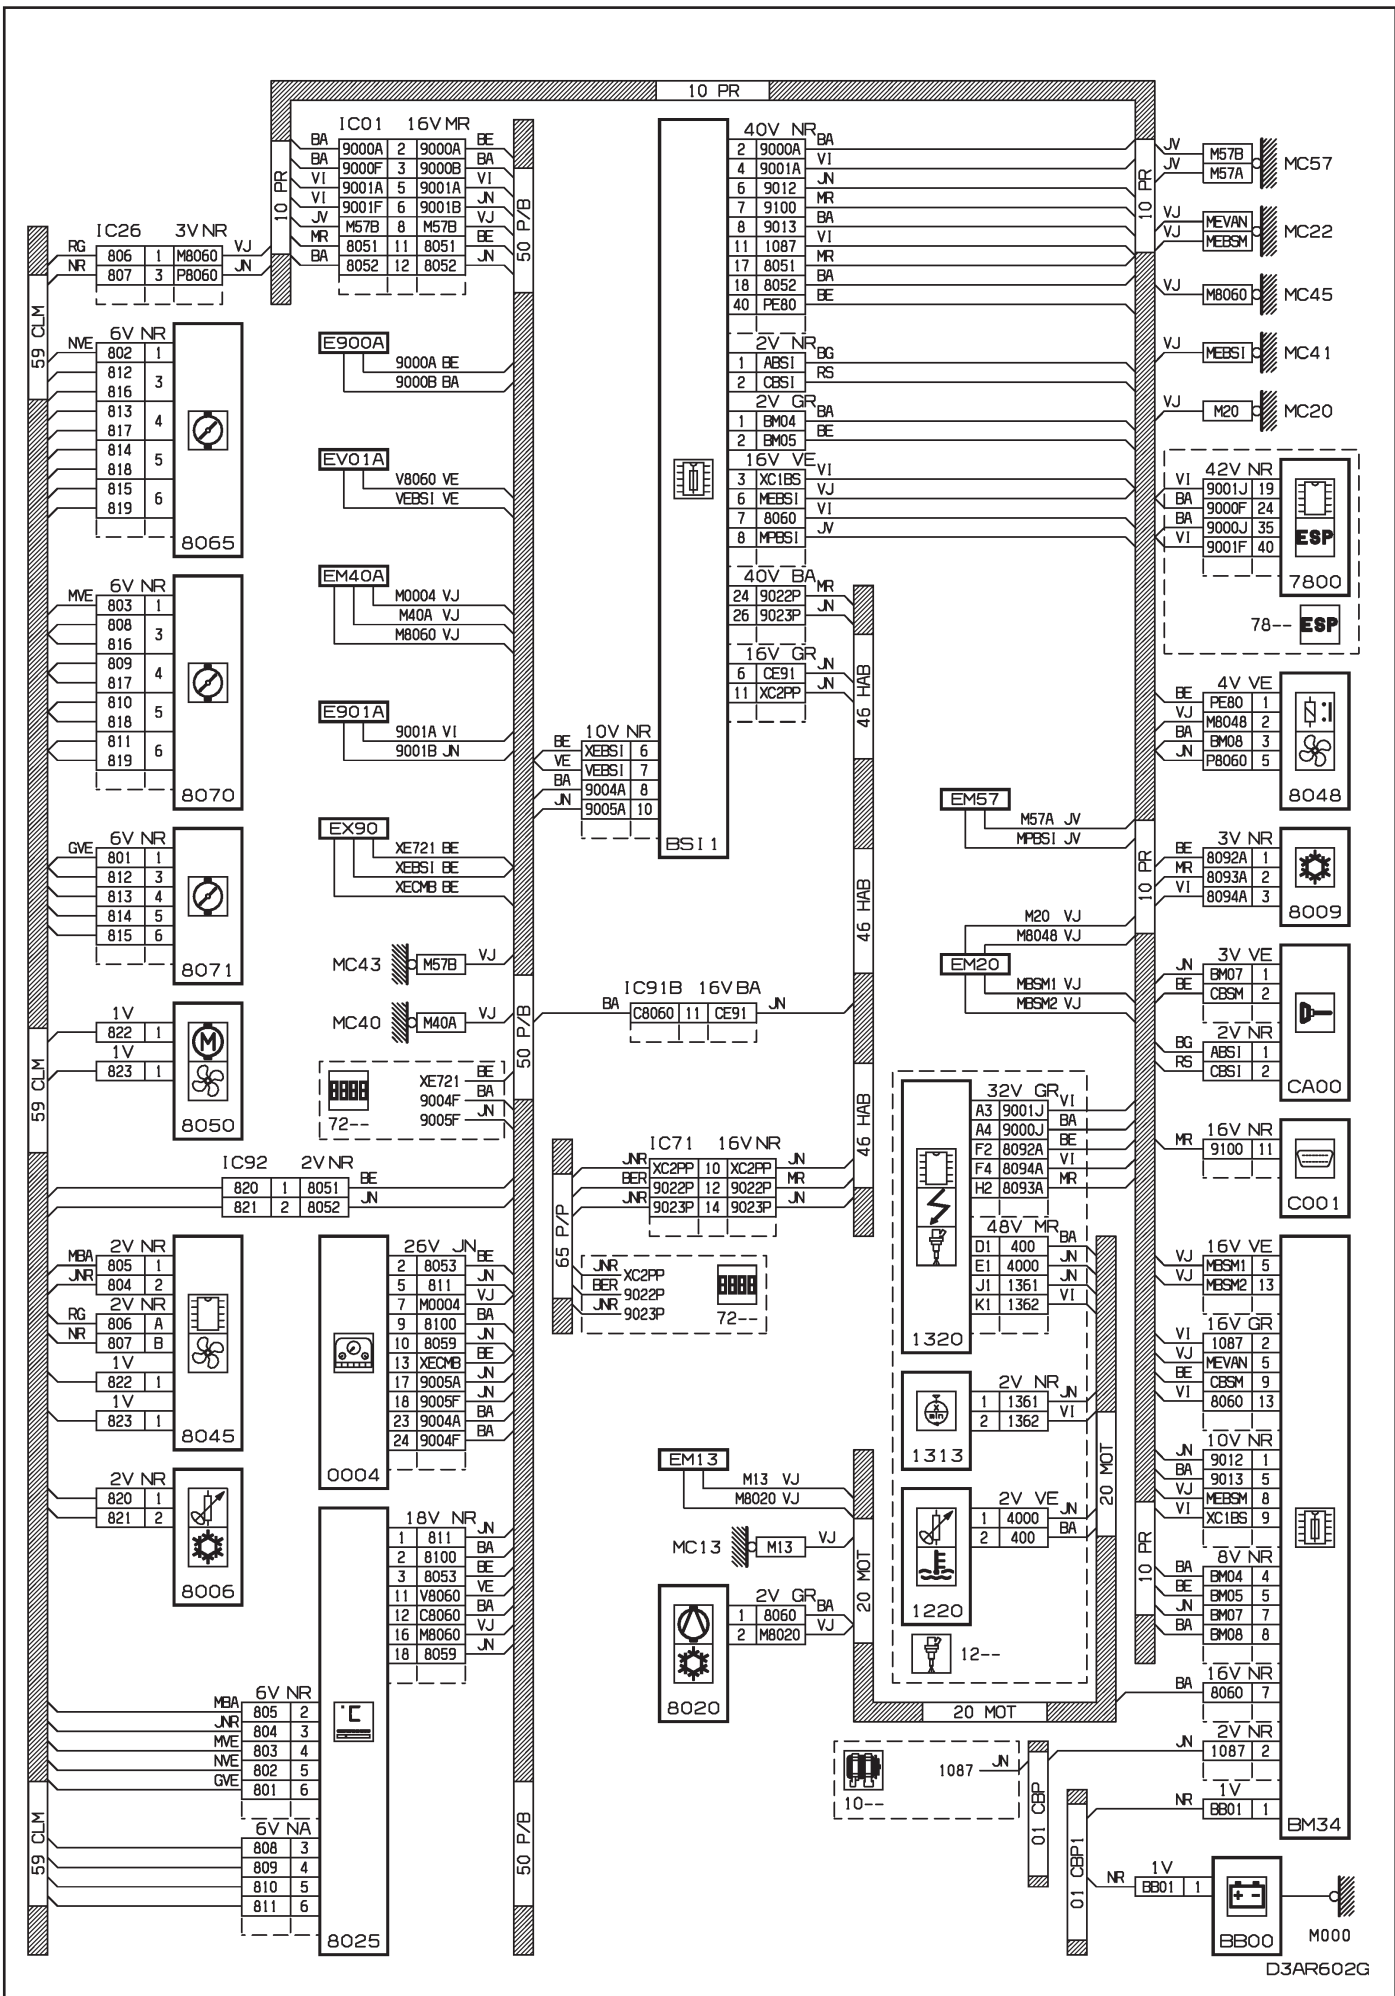 10 PR
IC01 16V MR
BA 9000A 2 9000A BE
BA 9000F 3 9000B BA
VI 9001A 5 9001A VI
VI 9001F 6 9001B JN
JV M57B 8 M57B VJ
MR 8051 11 8051 BE
BA 8052 12 8052 JN
10 PR
50 P/B
IC26 3V NR
RG 806 1 M8060 VJ
NR 807 3 P8060 JN
59 CLM
6V NR
NVE 802 1
812
816 3
813
817 4
814
818 5
815
819 6
8065
6V NR
MVE 803 1
808
816 3
809
817 4
810
818 5
811
819 6
8070
6V NR
GVE 801 1
812 3
813 4
814 5
815 6
8071
1V
822 1
1V
823 1
M
8050
59 CLM
IC92 2V NR
820 1 8051 BE
821 2 8052 JN
2V NR
MBA 805 1
JNR 804 2
2V NR
RG 806 A
NR 807 B
1V
822 1
1V
823 1
8045
2V NR
820 1
821 2
8006
6V NR
MBA 805 2
JNR 804 3
MVE 803 4
NVE 802 5
GVE 801 6
6V NA
808 3
809 4
810 5
811 6
59 CLM
E900A
9000A BE
9000B BA
EV01A
V8060 VE
VEBSI VE
EM40A
M0004 VJ
M40A VJ
M8060 VJ
E901A
9001A VI
9001B JN
EX90
XE721 BE
XEBSI BE
XECMB BE
MC43 M57B VJ
MC40 M40A VJ
50 P/B
XE721 BE
9004F BA
9005F JN
72--
26V JN
2 8053 BE
5 811 JN
7 M0004 VJ
9 8100 BA
10 8059 JN
13 XECMB BE
17 9005A JN
18 9005F JN
23 9004A BA
24 9004F BA
0004
18V NR
1 811 JN
2 8100 BA
3 8053 BE
11 V8060 VE
12 C8060 BA
16 M8060 VJ
18 8059 JN
°C
8025
50 P/B
40V NR
2 9000A BA
4 9001A VI
6 9012 JN
7 9100 MR
8 9013 BA
11 1087 VI
17 8051 MR
18 8052 BA
40 PE80 BE
2V NR
1 ABSI BG
2 CBSI RS
2V GR
1 BM04 BA
2 BM05 BE
16V VE
3 XC1BS VI
6 MEBSI VJ
7 8060 VI
8 MPBSI JV
40V BA
24 9022P MR
26 9023P JN
16V GR
6 CE91 JN
11 XC2PP JN
10V NR
BE XEBSI 6
VE VEBSI 7
BA 9004A 8
JN 9005A 10
BSI1
46 HAB
46 HAB
IC91B 16V BA
BA C8060 11 CE91 JN
46 HAB
IC71 16V NR
JNR XC2PP 10 XC2PP JN
BER 9022P 12 9022P MR
JNR 9023P 14 9023P JN
65 P/P
JNR XC2PP
BER 9022P
JNR 9023P
72--
EM13
M13 VJ
M8020 VJ
MC13 M13 VJ
2V GR
1 8060 BA
2 M8020 VJ
8020
20 MOT
32V GR
A3 9001J VI
A4 9000J BA
F2 8092A BE
F4 8094A VI
H2 8093A MR
48V MR
D1 400 BA
E1 4000 JN
J1 1361 JN
K1 1362 VI
1320
2V NR
1 1361 JN
2 1362 VI
x
min
1313
2V VE
1 4000 JN
2 400 BA
1220
12--
20 MOT
20 MOT
1087 JN
10--
01 CBP
01 CBP1
EM57
M57A JV
MPBSI JV
M20 VJ
M8048 VJ
EM20
MBSM1 VJ
MBSM2 VJ
10 PR
10 PR
10 PR
JV M57B
JV M57A
MC57
VJ MEVAN
VJ MEBSM
MC22
VJ M8060 MC45
VJ MEBSI MC41
VJ M20 MC20
42V NR
VI 9001J 19
BA 9000F 24
BA 9000J 35
VI 9001F 40
ESP
7800
78-- ESP
4V VE
BE PE80 1
VJ M8048 2
BA BM08 3
JN P8060 5
8048
3V NR
BE 8092A 1
MR 8093A 2
VI 8094A 3
8009
3V VE
JN BM07 1
BE CBSM 2
2V NR
BG ABSI 1
RS CBSI 2
CA00
16V NR
MR 9100 11
C001
16V VE
VJ MBSM1 5
VJ MBSM2 13
16V GR
VI 1087 2
VJ MEVAN 5
BE CBSM 9
VI 8060 13
10V NR
JN 9012 1
BA 9013 5
VJ MEBSM 8
VI XC1BS 9
8V NR
BA BM04 4
BE BM05 5
JN BM07 7
BA BM08 8
16V NR
BA 8060 7
2V NR
JN 1087 2
1V
NR BB01 1
BM34
1V
NR BB01 1
+ -
BB00
M000
D3AR602G